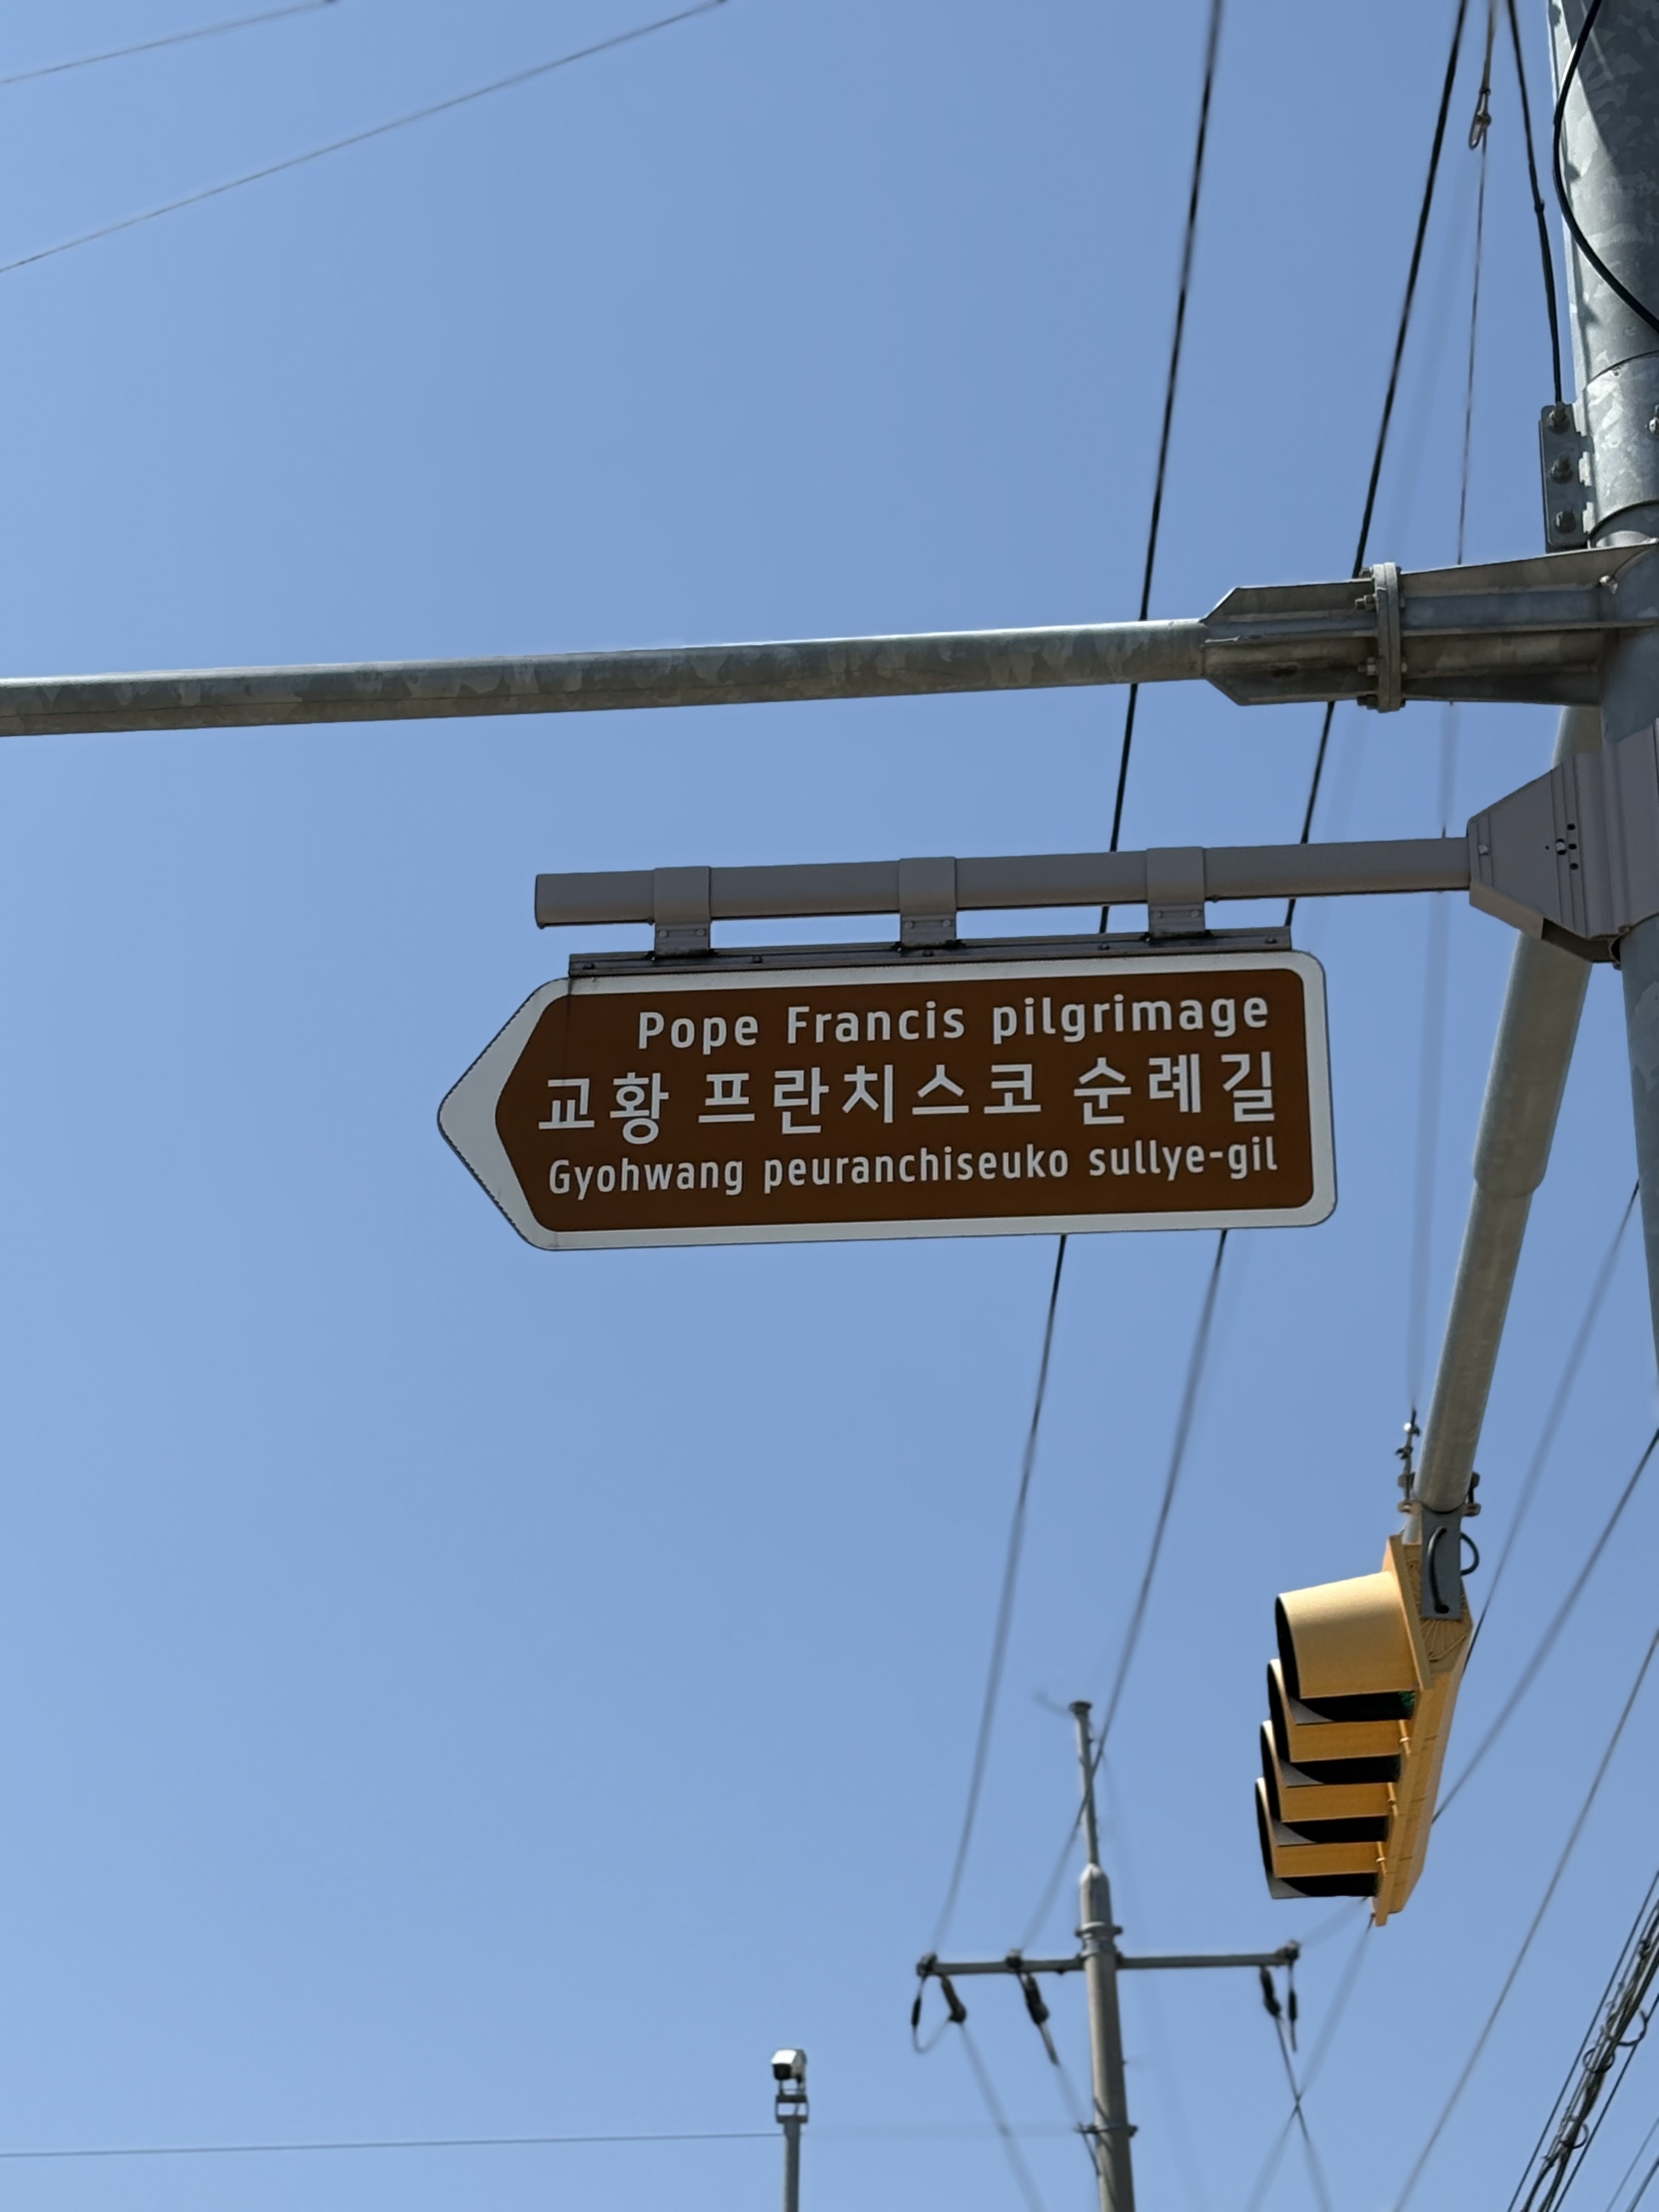 Pope Francis pilgrimage
교황 프란치스코 순례길
Gyohwang peuranchiseuko sullye-gil